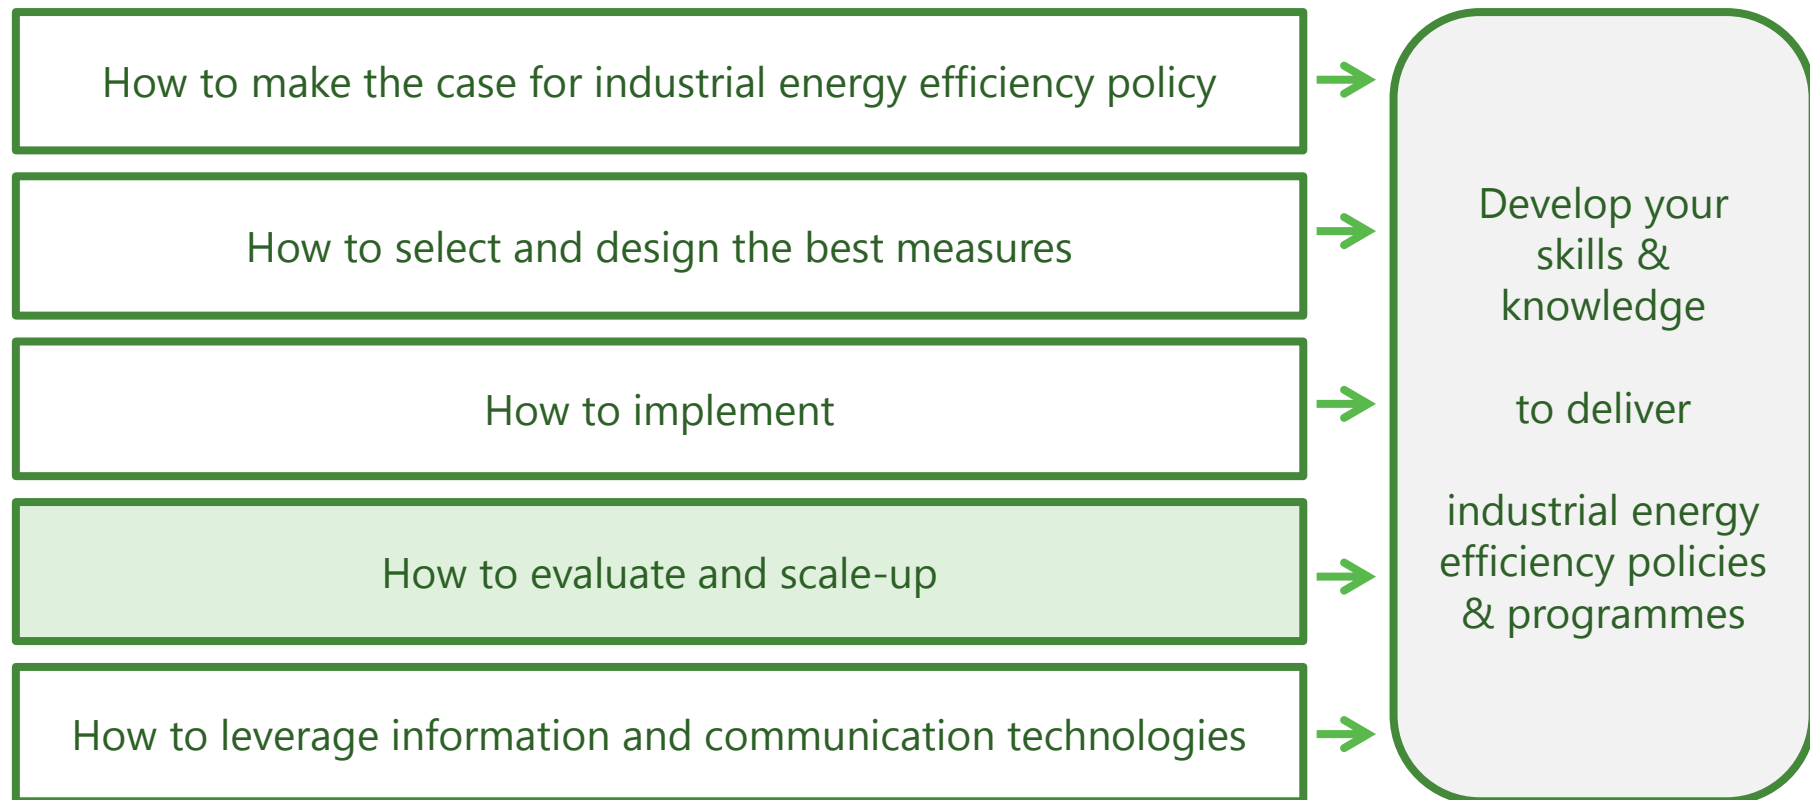 How to make the case for industrial energy efficiency policy
How to select and design the best measures
How to implement
How to evaluate and scale-up
How to leverage information and communication technologies
Develop your
skills &
knowledge
to deliver
industrial energy
efficiency policies
& programmes